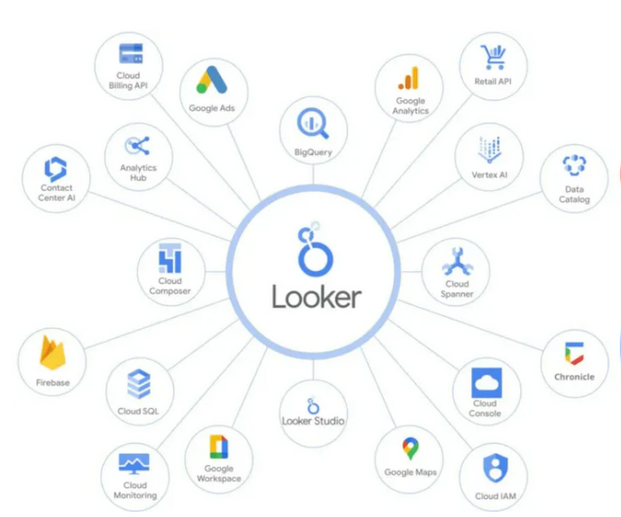 Cloud
Billing API
Google Ads
Google
Analytics
Retail API
BigQuery
Analytics
Hub
Vertex AI
Contact
Center AI
Data
Catalog
Cloud
Composer
Looker
Cloud
Spanner
Firebase
Chronicle
Cloud SQL
Looker Studio
Cloud
Console
Cloud
Monitoring
Google
Workspace
Google Maps
Cloud IAM